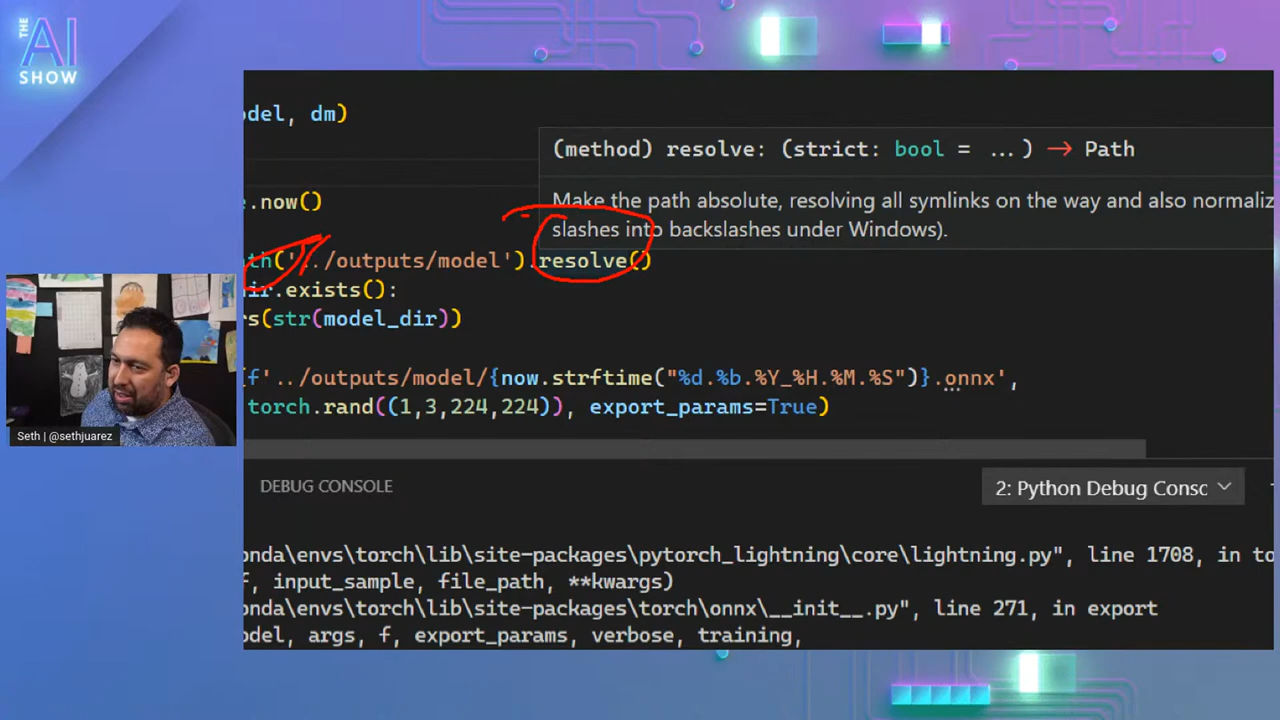 THE
AI
SHOW
odel, dm)
(method) resolve: (strict: bool = ... ) → Path
Make the path absolute, resolving all symlinks on the way and also normaliz
slashes into backslashes under Windows).
e.now()
ath('../outputs/model').resolve()
ir.exists():
rs(str(model_dir))
f'../outputs/model/{now.strftime("%d.%b.%Y_%H.%M.%S")}.onnx',
torch.rand((1,3,224,224)), export_params=True)
Seth | @sethjuarez
DEBUG CONSOLE
2: Python Debug Consc
onda\envs\torch\lib\site-packages\pytorch_lightning\core\lightning.py", line 1708, in to
f, input_sample, file_path, **kwargs)
onda\envs\torch\lib\site-packages\torch\onnx\__init__.py", line 271, in export
odel, args, f, export_params, verbose, training,